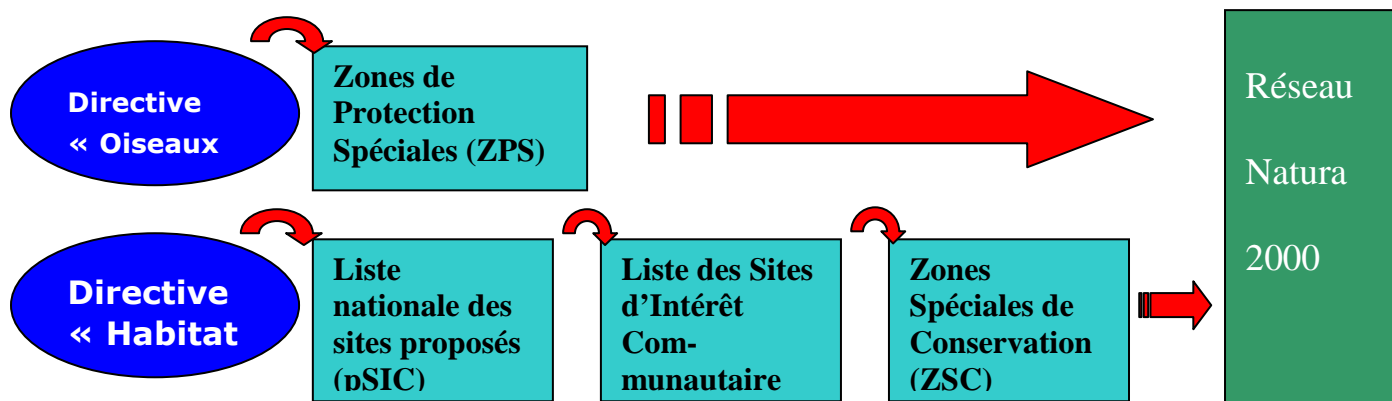 Directive
« Oiseaux
Zones de
Protection
Spéciales (ZPS)
Réseau
Natura
2000
Directive
« Habitat
Liste
nationale des
sites proposés
(pSIC)
Liste des Sites
d’Intérêt
Com-
munautaire
Zones
Spéciales de
Conservation
(ZSC)